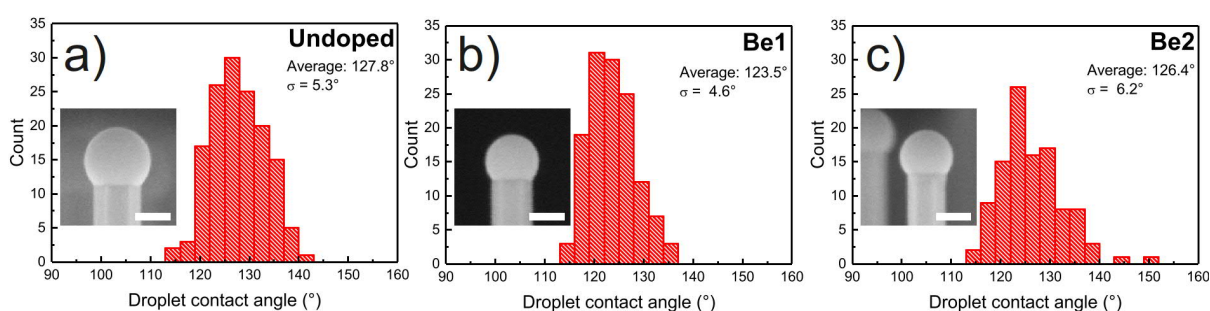 a)
Undoped
Average: 127.8°
σ = 5.3°
Count
35
30
25
20
15
10
5
0
90 100 110 120 130 140 150 160
Droplet contact angle (°)
b)
Be1
Average: 123.5°
σ = 4.6°
Count
35
30
25
20
15
10
5
0
90 100 110 120 130 140 150 160
Droplet contact angle (°)
c)
Be2
Average: 126.4°
σ = 6.2°
Count
35
30
25
20
15
10
5
0
90 100 110 120 130 140 150 160
Droplet contact angle (°)